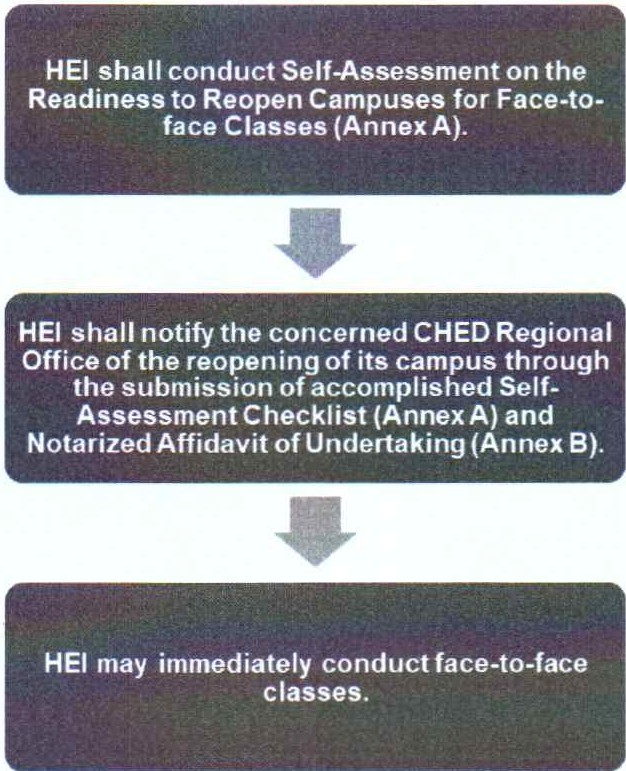 HEI shall conduct Self-Assessment on the
Readiness to Reopen Campuses for Face-to-
face Classes (Annex A).
HEI shall notify the concerned CHED Regional
Office of the reopening of its campus through
the submission of accomplished Self-
Assessment Checklist (Annex A) and
Notarized Affidavit of Undertaking (Annex B).
HEI may immediately conduct face-to-face
classes.